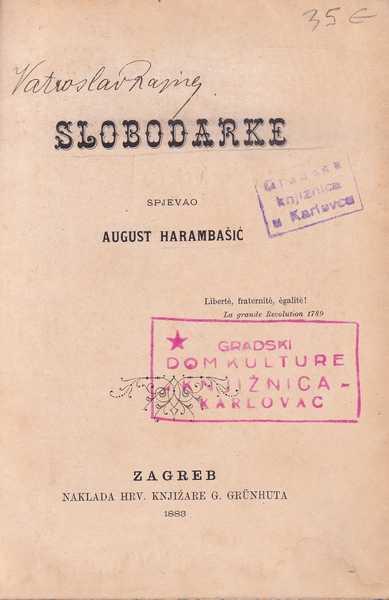 35 €
Vatroslav Rajner
SLOBODARKE
SPJEVAO
AUGUST HARAMBAŠIĆ
Gradska
knjižnica
u Karlovcu
Liberté, fraternité, égalité!
La grande Revolution 1789
GRADSKI
DOM KULTURE
- KNJIŽNICA -
KARLOVAC
ZAGREB
NAKLADA HRV. KNJIŽARE G. GRÜNHUTA
1883